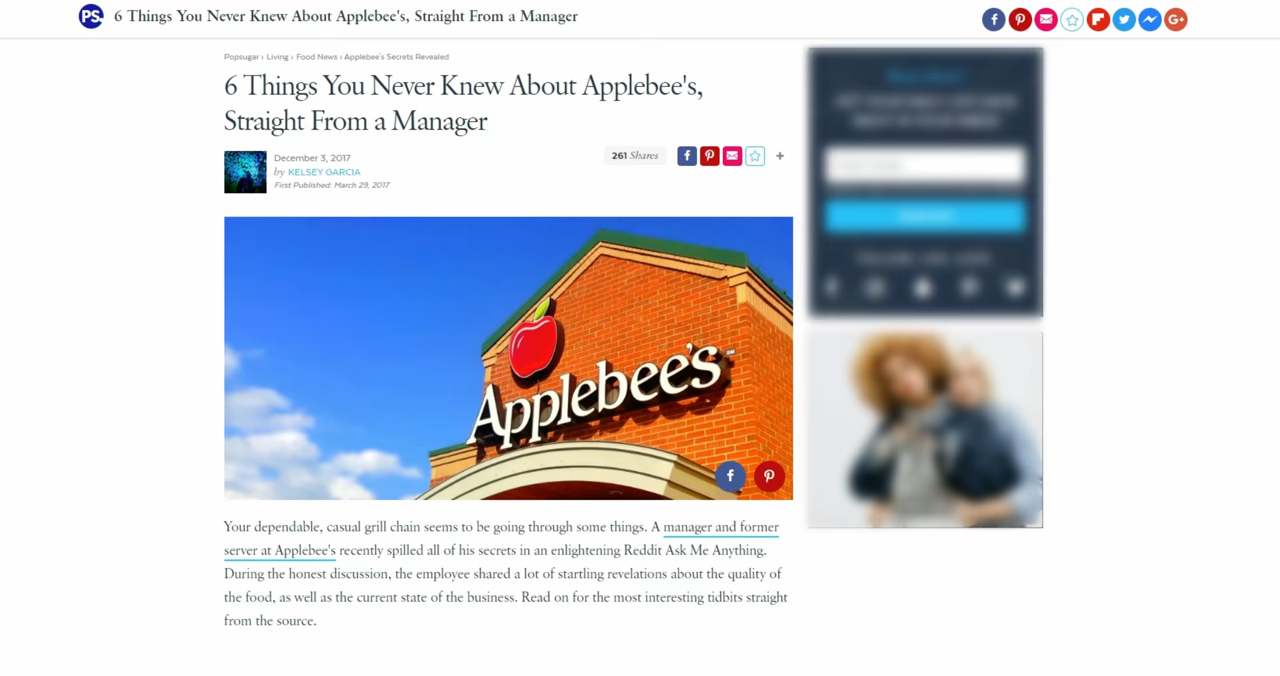 PS
6 Things You Never Knew About Applebee's, Straight From a Manager
Popsugar › Living › Food News › Applebee's Secrets Revealed
6 Things You Never Knew About Applebee's,
Straight From a Manager
December 3, 2017
by KELSEY GARCIA
First Published: March 29, 2017
261 Shares
Applebee's
Your dependable, casual grill chain seems to be going through some things. A manager and former
server at Applebee's recently spilled all of his secrets in an enlightening Reddit Ask Me Anything.
During the honest discussion, the employee shared a lot of startling revelations about the quality of
the food, as well as the current state of the business. Read on for the most interesting tidbits straight
from the source.